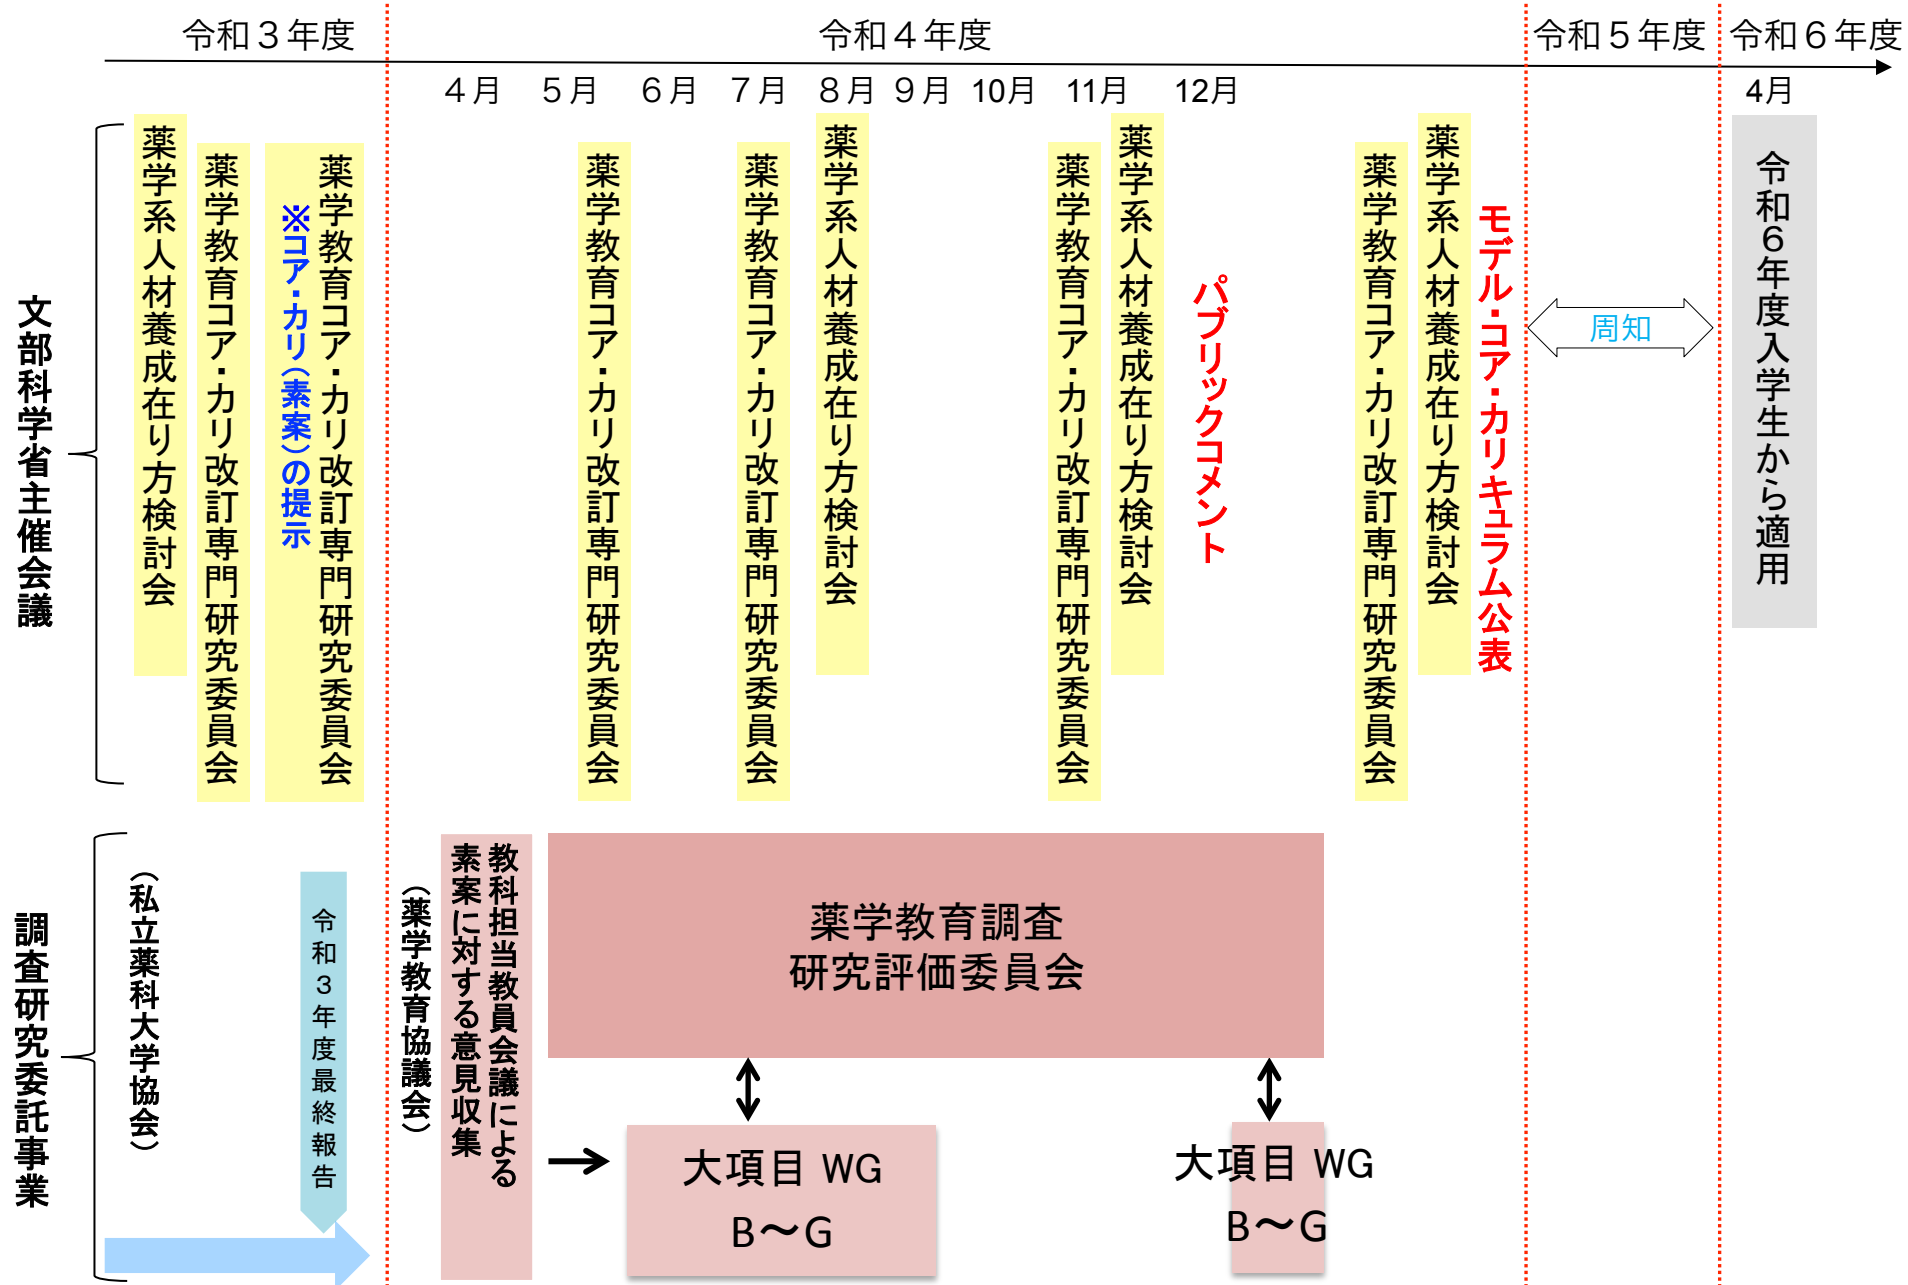 令和３年度
令和４年度
令和５年度
令和６年度
４月
５月
６月
７月
８月
９月
10月
11月
12月
4月
文部科学省主催会議
薬学系人材養成在り方検討会
薬学教育コア・カリ改訂専門研究委員会
薬学教育コア・カリ改訂専門研究委員会
※コア・カリ（素案）の提示
薬学教育コア・カリ改訂専門研究委員会
薬学教育コア・カリ改訂専門研究委員会
薬学系人材養成在り方検討会
薬学教育コア・カリ改訂専門研究委員会
薬学系人材養成在り方検討会
パブリックコメント
薬学教育コア・カリ改訂専門研究委員会
薬学系人材養成在り方検討会
モデル・コア・カリキュラム公表
周知
令和６年度入学生から適用
調査研究委託事業
（私立薬科大学協会）
令和３年度最終報告
（薬学教育協議会）
教科担当教員会議による
素案に対する意見収集
薬学教育調査
研究評価委員会
大項目 WG
B～G
大項目 WG
B～G